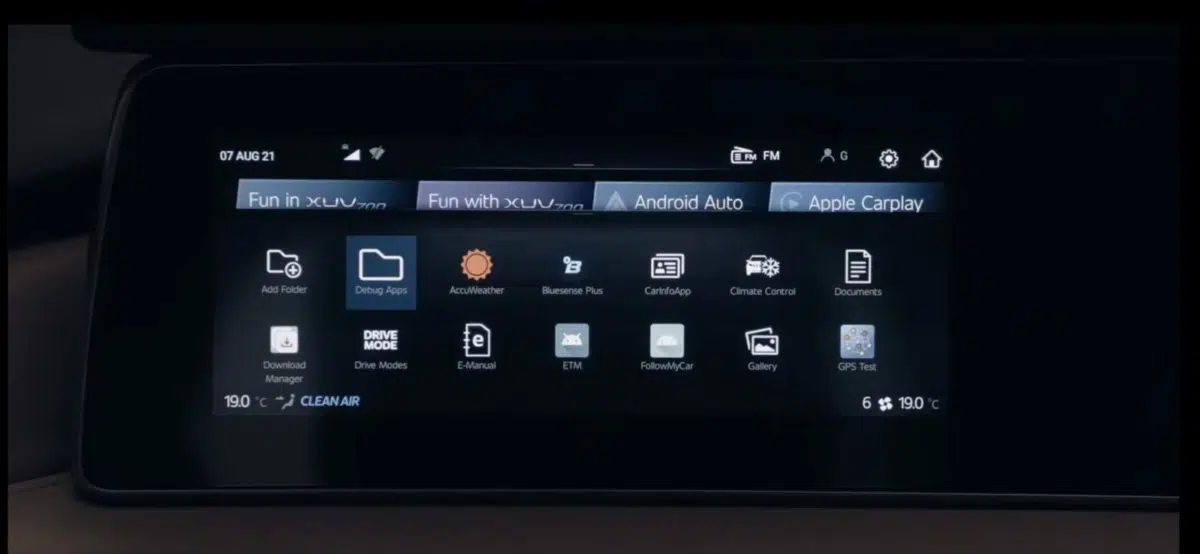 07 AUG 21
FM FM
G
Fun in XUV700
Fun with XUV700
Android Auto
Apple Carplay
Add Folder
Debug Apps
AccuWeather
Bluesense Plus
CarInfoApp
Climate Control
Documents
Download
Manager
DRIVE
MODE
Drive Modes
E-Manual
ETM
FollowMyCar
Gallery
GPS Test
19.0 °C
CLEAN AIR
6
19.0 °C